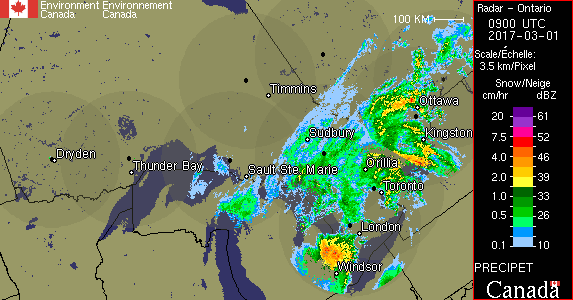 Environment Environnement
Canada Canada
100 KM
Timmins
Ottawa
Sudbury
Kingston
Dryden
Thunder Bay
Sault Ste. Marie
Orillia
Toronto
London
Windsor
Radar - Ontario
0900 UTC
2017-03-01
Scale/Échelle:
3.5 km/Pixel
Snow/Neige
cm/hr dBZ
20 61
7.5 52
4.0 46
2.0 39
1.0 33
0.5 26
0.1 10
PRECIPET
Canada